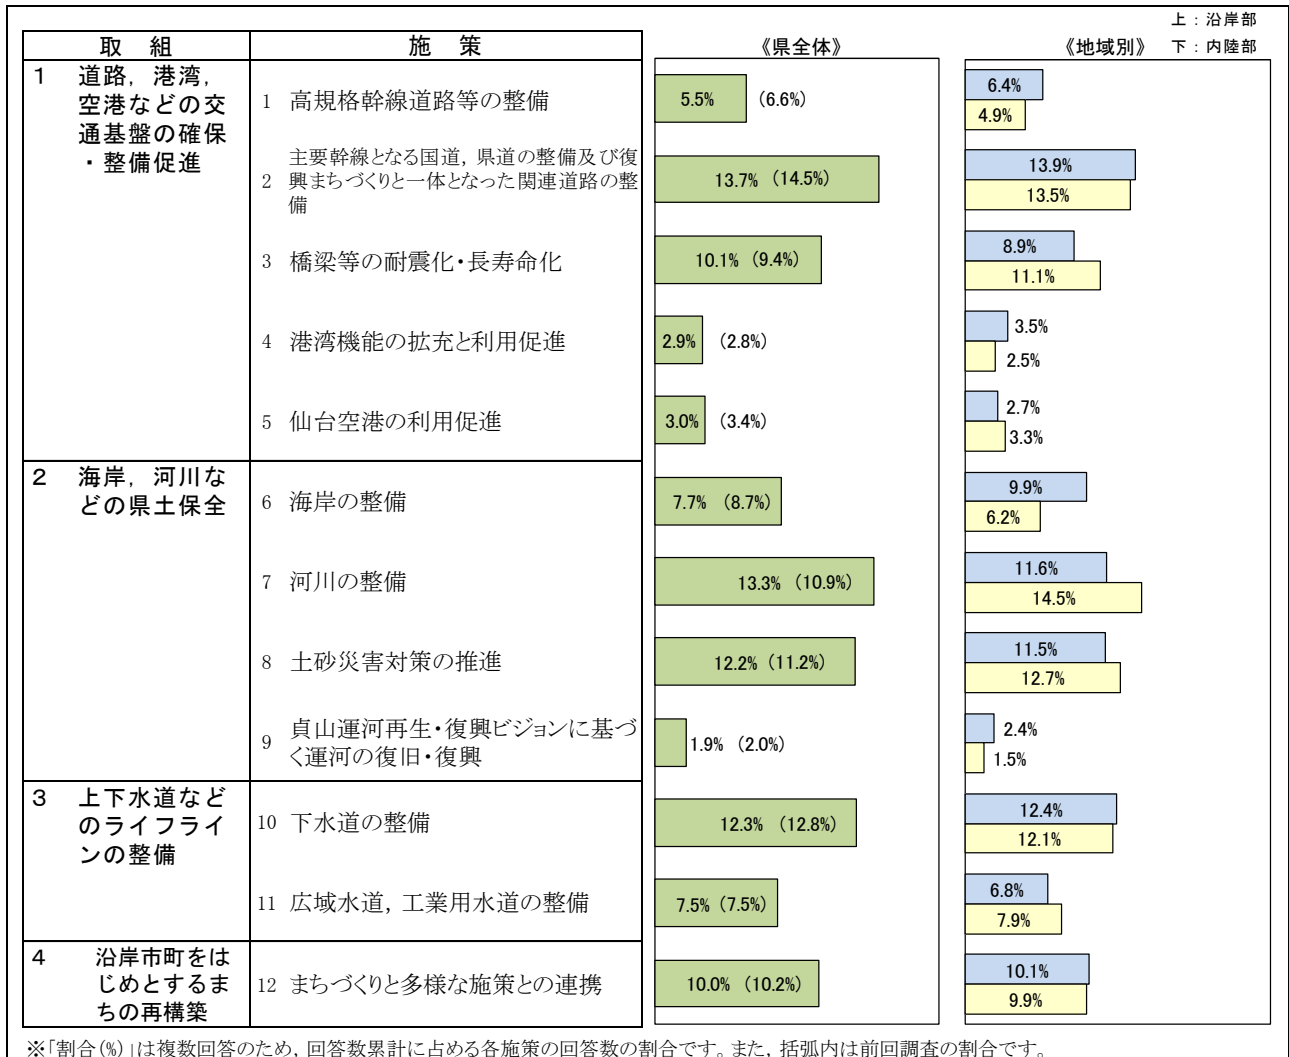 上：沿岸部
取　組
施　策
《県全体》
《地域別》
下：内陸部
1　道路，港湾，
空港などの交
通基盤の確保
・整備促進
1 高規格幹線道路等の整備
5.5%
(6.6%)
6.4%
4.9%
主要幹線となる国道，県道の整備及び復
2 興まちづくりと一体となった関連道路の整
備
13.7% (14.5%)
13.9%
13.5%
3 橋梁等の耐震化・長寿命化
10.1% (9.4%)
8.9%
11.1%
4 港湾機能の拡充と利用促進
2.9%
(2.8%)
3.5%
2.5%
5 仙台空港の利用促進
3.0%
(3.4%)
2.7%
3.3%
2　海岸，河川な
どの県土保全
6 海岸の整備
7.7% (8.7%)
9.9%
6.2%
7 河川の整備
13.3% (10.9%)
11.6%
14.5%
8 土砂災害対策の推進
12.2% (11.2%)
11.5%
12.7%
9 貞山運河再生・復興ビジョンに基づ
く運河の復旧・復興
1.9% (2.0%)
2.4%
1.5%
3　上下水道など
のライフライ
ンの整備
10 下水道の整備
12.3% (12.8%)
12.4%
12.1%
11 広域水道，工業用水道の整備
7.5% (7.5%)
6.8%
7.9%
4　沿岸市町をは
じめとするま
ちの再構築
12 まちづくりと多様な施策との連携
10.0% (10.2%)
10.1%
9.9%
※「割合(%)」は複数回答のため，回答数累計に占める各施策の回答数の割合です。また，括弧内は前回調査の割合です。